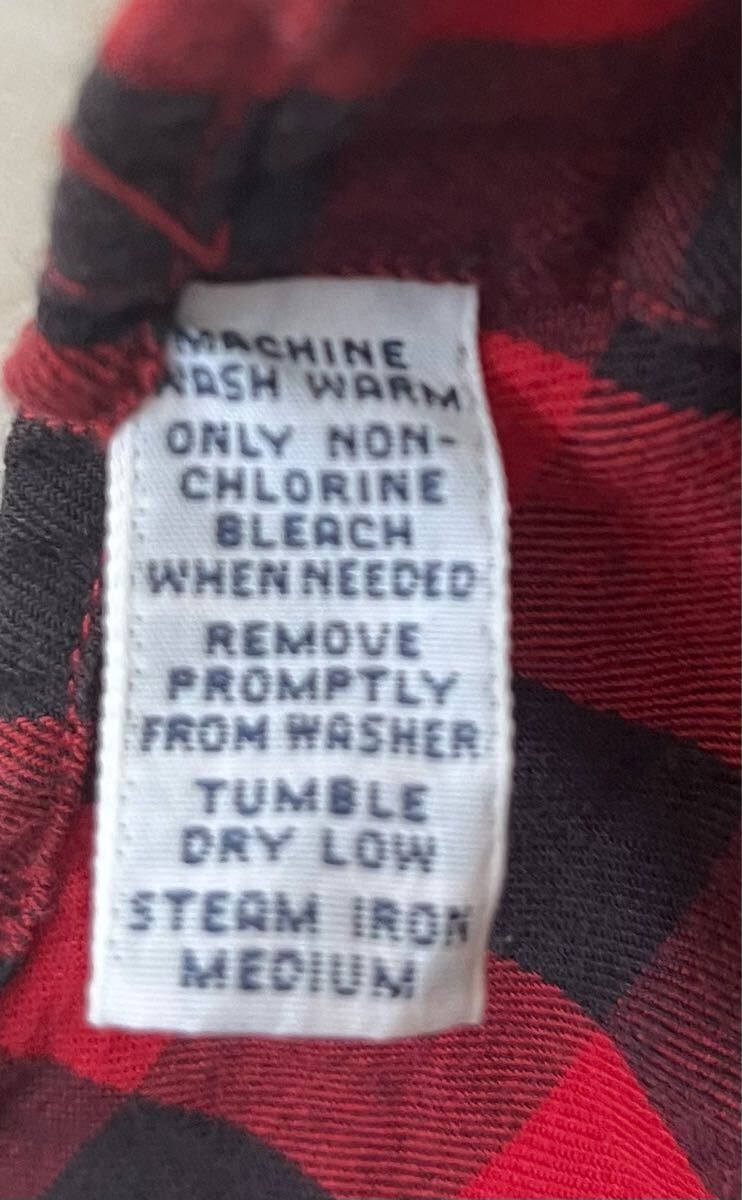 MACHINE
WASH WARM
ONLY NON-
CHLORINE
BLEACH
WHEN NEEDED
REMOVE
PROMPTLY
FROM WASHER
TUMBLE
DRY LOW
STEAM IRON
MEDIUM